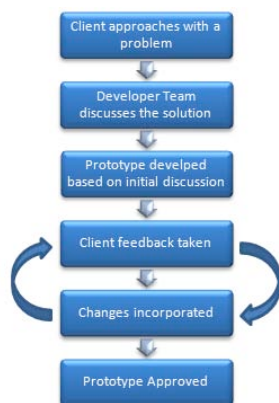 Client approaches with a
problem
Developer Team
discusses the solution
Prototype develped
based on initial discussion
Client feedback taken
Changes incorporated
Prototype Approved